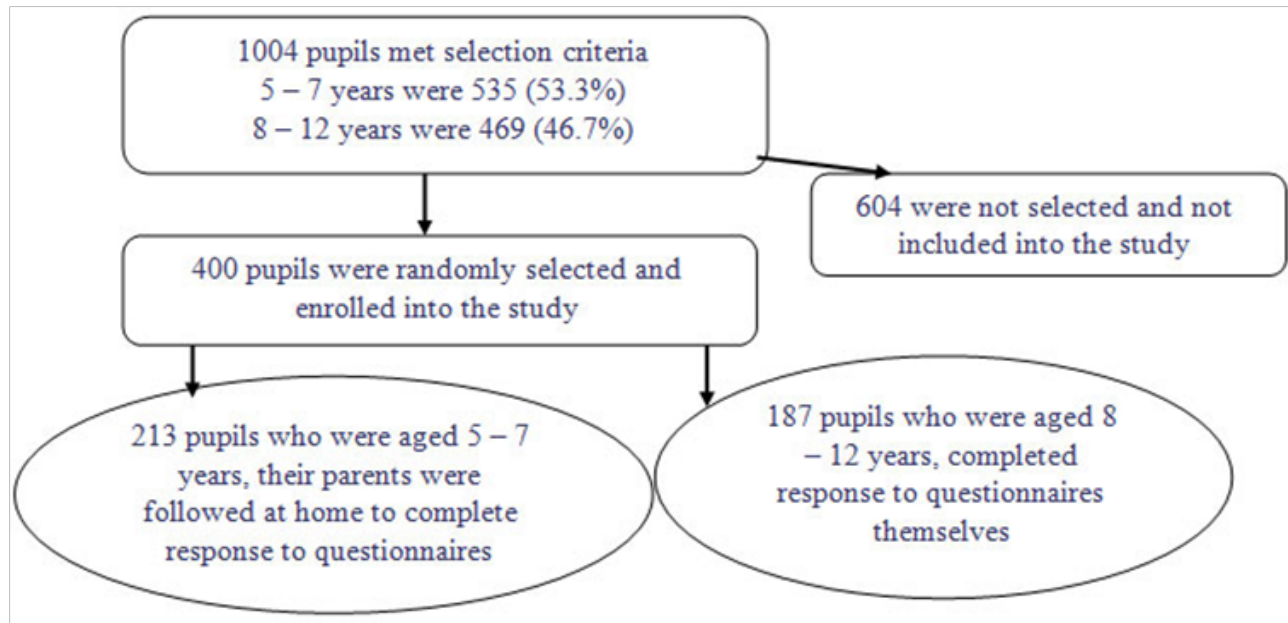 1004 pupils met selection criteria
5 – 7 years were 535 (53.3%)
8 – 12 years were 469 (46.7%)
604 were not selected and not
included into the study
400 pupils were randomly selected and
enrolled into the study
213 pupils who were aged 5 – 7
years, their parents were
followed at home to complete
response to questionnaires
187 pupils who were aged 8
– 12 years, completed
response to questionnaires
themselves